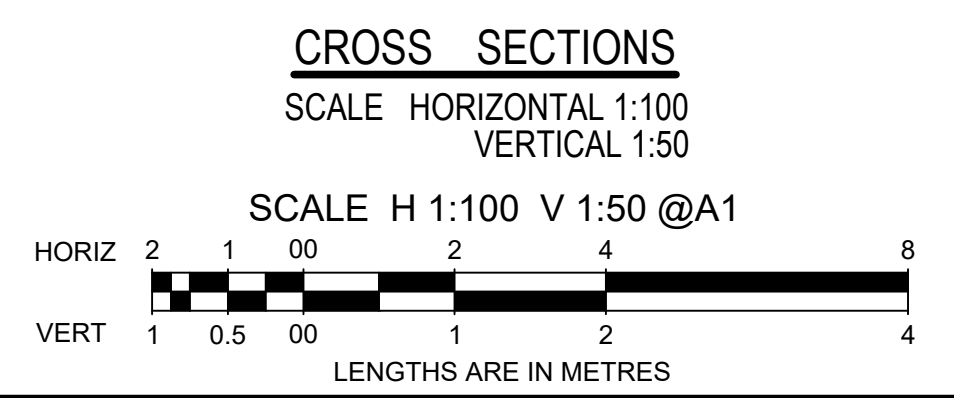 CROSS SECTIONS
SCALE HORIZONTAL 1:100
VERTICAL 1:50
SCALE H 1:100 V 1:50 @A1
HORIZ 2 1 00 2 4 8
VERT 1 0.5 00 1 2 4
LENGTHS ARE IN METRES